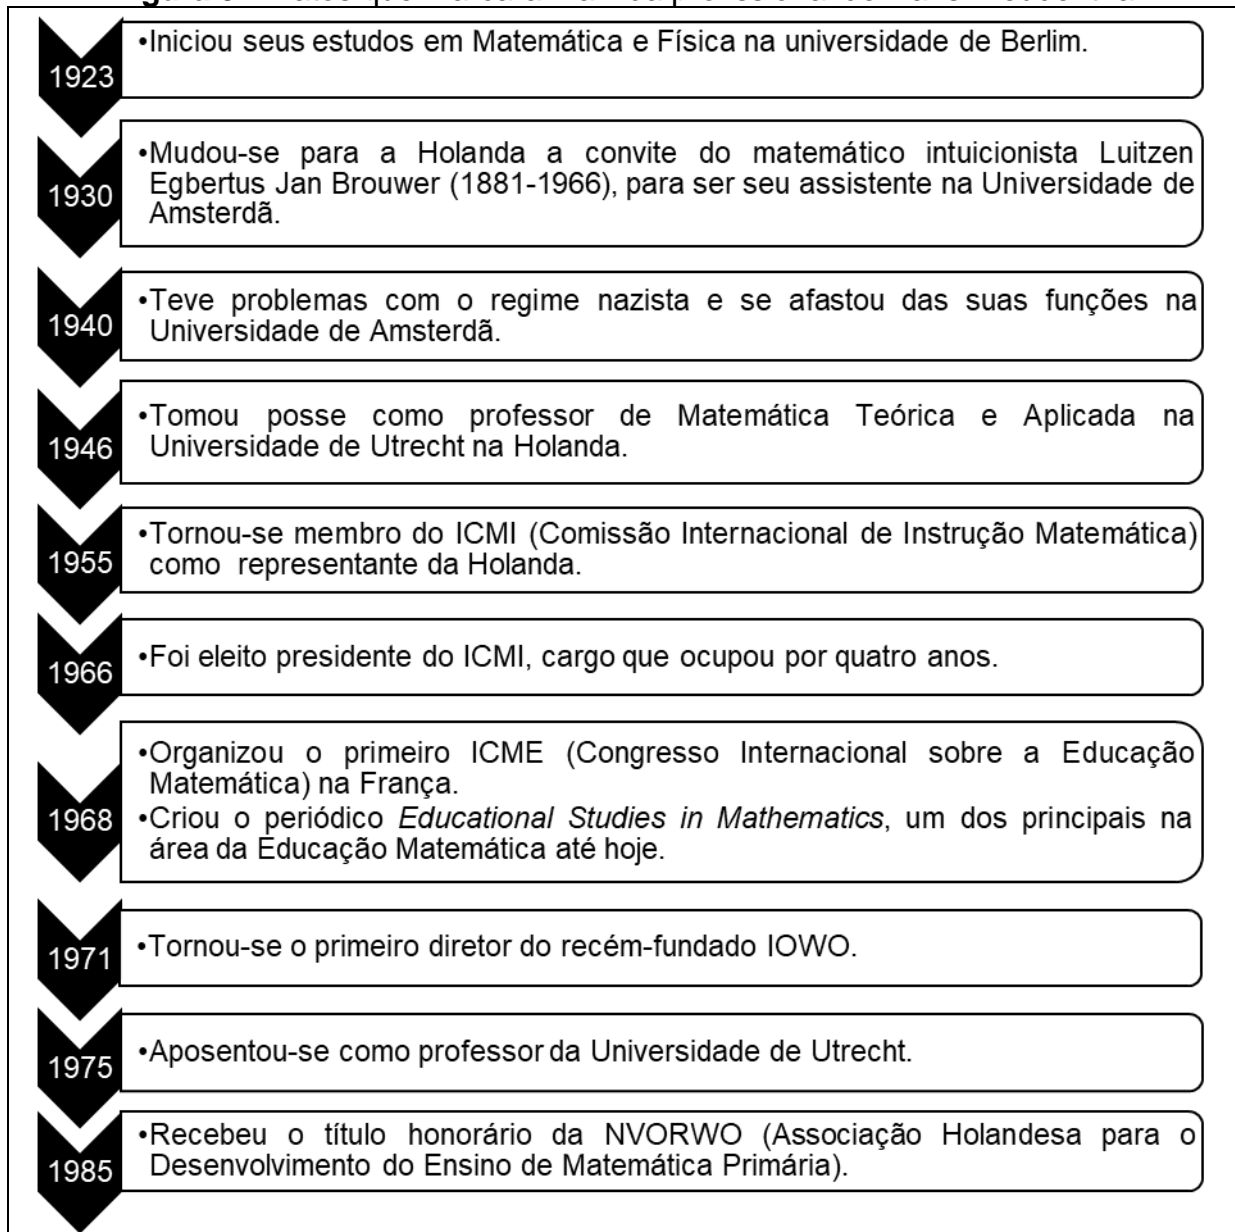 1923
•Iniciou seus estudos em Matemática e Física na universidade de Berlim.
1930
•Mudou-se para a Holanda a convite do matemático intuicionista Luitzen
Egbertus Jan Brouwer (1881-1966), para ser seu assistente na Universidade de
Amsterdã.
1940
•Teve problemas com o regime nazista e se afastou das suas funções na
Universidade de Amsterdã.
1946
•Tomou posse como professor de Matemática Teórica e Aplicada na
Universidade de Utrecht na Holanda.
1955
•Tornou-se membro do ICMI (Comissão Internacional de Instrução Matemática)
como representante da Holanda.
1966
•Foi eleito presidente do ICMI, cargo que ocupou por quatro anos.
1968
•Organizou o primeiro ICME (Congresso Internacional sobre a Educação
Matemática) na França.
•Criou o periódico Educational Studies in Mathematics, um dos principais na
área da Educação Matemática até hoje.
1971
•Tornou-se o primeiro diretor do recém-fundado IOWO.
1975
•Aposentou-se como professor da Universidade de Utrecht.
1985
•Recebeu o título honorário da NVORWO (Associação Holandesa para o
Desenvolvimento do Ensino de Matemática Primária).